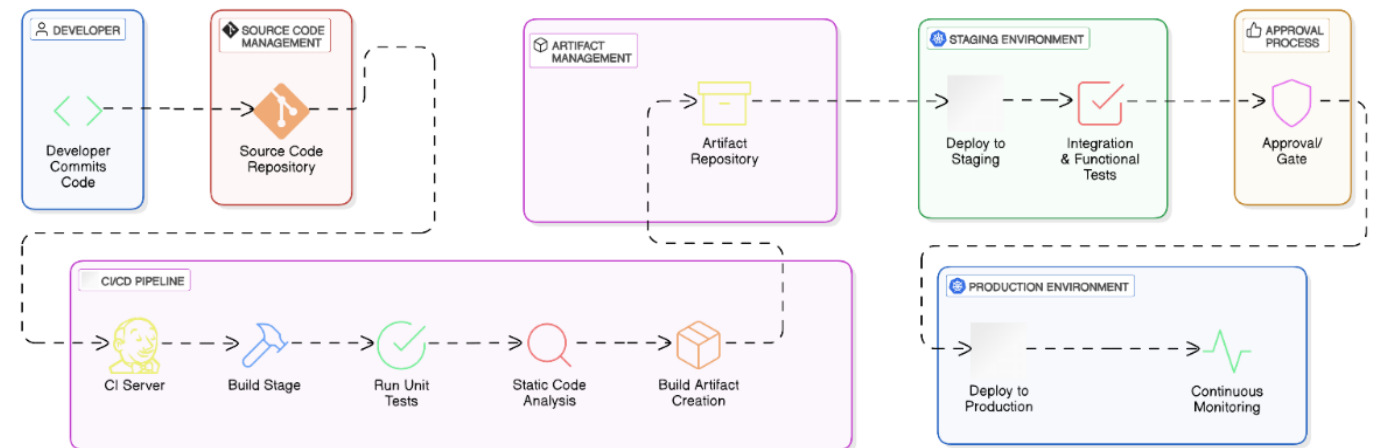 DEVELOPER
Developer
Commits
Code
SOURCE CODE
MANAGEMENT
Source Code
Repository
CI/CD PIPELINE
CI Server
Build Stage
Run Unit
Tests
Static Code
Analysis
Build Artifact
Creation
ARTIFACT
MANAGEMENT
Artifact
Repository
STAGING ENVIRONMENT
Deploy to
Staging
Integration
& Functional
Tests
APPROVAL
PROCESS
Approval/
Gate
PRODUCTION ENVIRONMENT
Deploy to
Production
Continuous
Monitoring